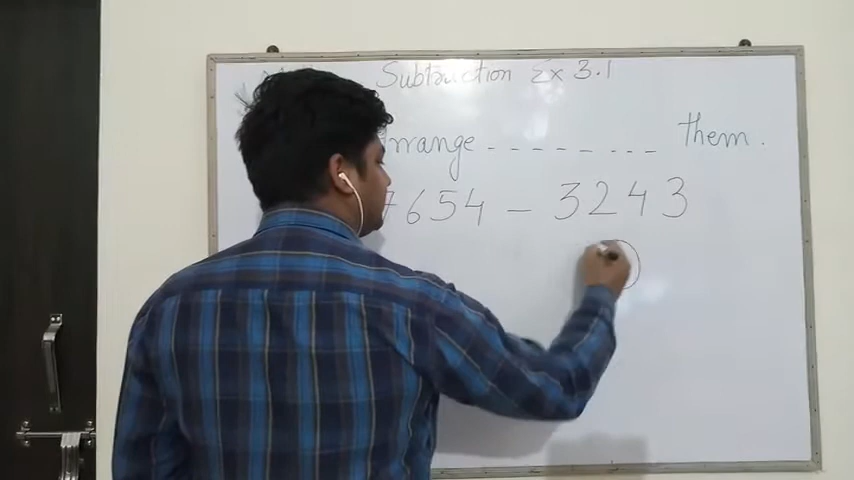 Subtraction Ex 3.1
rrange - - - - - - - - them.
7654 - 3243